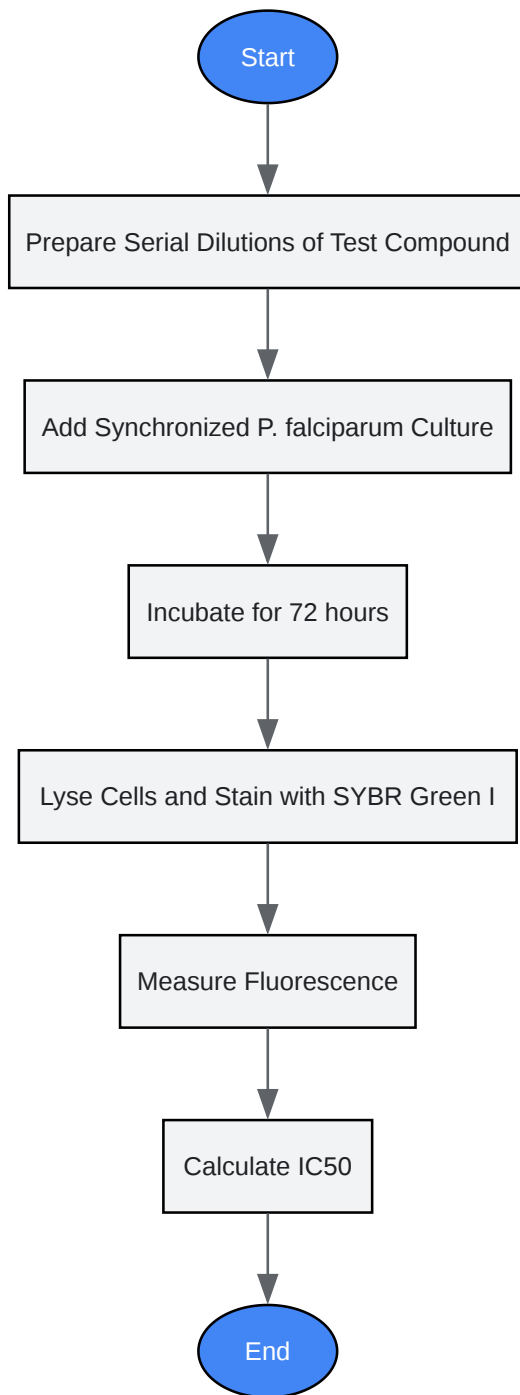 Start
Prepare Serial Dilutions of Test Compound
Add Synchronized P. falciparum Culture
Incubate for 72 hours
Lyse Cells and Stain with SYBR Green I
Measure Fluorescence
Calculate IC50
End